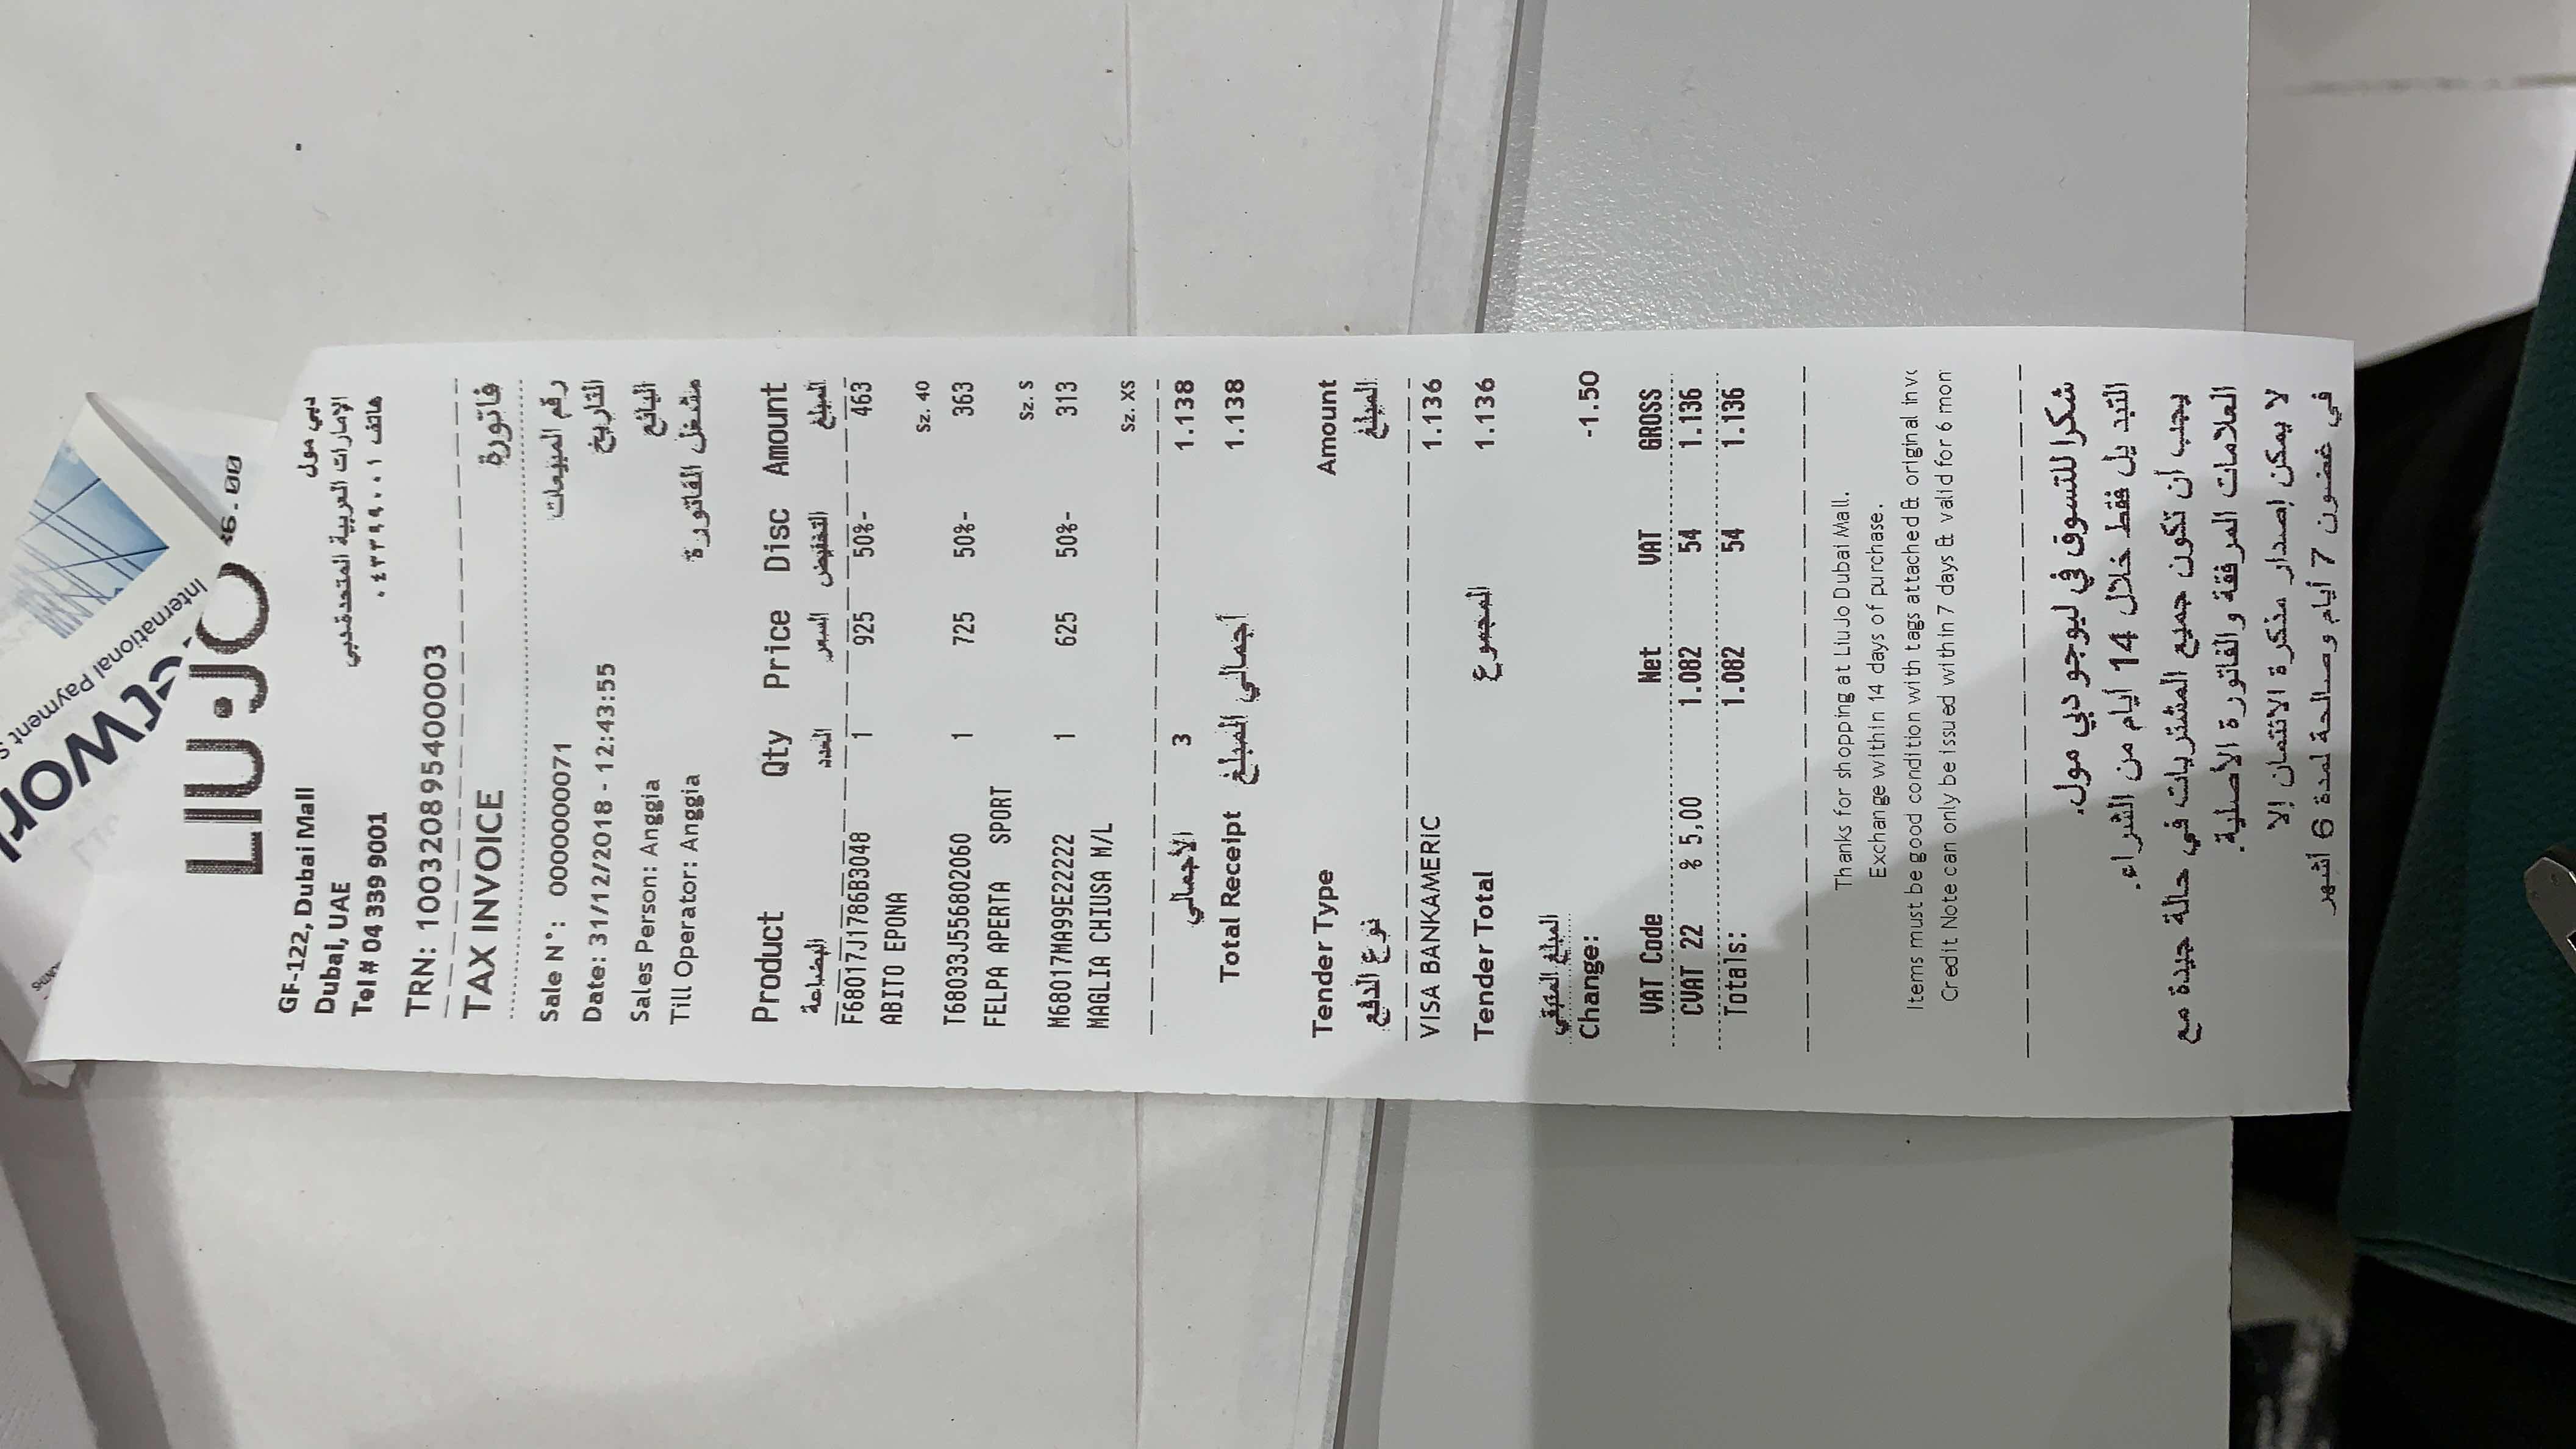 etwork
International Payment
36.00
LIU·JO
GF-122, Dubai Mall دبي مول
Dubai, UAE الإمارات العربية المتحدةدبي
Tel # 04 339 9001 هاتف ٠٤٣٣٩٩٠٠١
TRN: 100320895400003
TAX INVOICE فاتورة
Sale N°: 0000000071 رقم المبيعات
Date: 31/12/2018 - 12:43:55 التاريخ
Sales Person: Anggia البائع
Till Operator: Anggia مشغل الفاتورة
Product Qty Price Disc Amount
البضاعة العدد السعر التخفيض المبلغ
F68017J1786B3048 1 925 50%- 463
ABITO EPONA
Sz. 40
T68033J556802060 1 725 50%- 363
FELPA APERTA SPORT
Sz. S
M68017MA99E22222 1 625 50%- 313
MAGLIA CHIUSA M/L
Sz. XS
الأجمالي 3 1.138
Total Receipt أجمالي المبلغ 1.138
Tender Type Amount
نوع الدفع المبلغ
VISA BANKAMERIC 1.136
Tender Total المجموع 1.136
المبلغ المتبقي
Change: -1.50
VAT Code Net VAT GROSS
CVAT 22 % 5,00 1.082 54 1.136
Totals: 1.082 54 1.136
Thanks for shopping at LiuJo Dubai Mall.
Exchange within 14 days of purchase.
Items must be good condition with tags attached & original invo
Credit Note can only be issued within 7 days & valid for 6 mon
شكرا للتسوق في ليوجو دبي مول.
التبد يل فقط خلال 14 أيام من الشراء.
يجب أن تكون جميع المشتريات في حالة جيدة مع
العلامات المرفقة والفاتورة الأصلية.
لا يمكن إصدار مذكرة الائتمان إلا
في غضون 7 أيام وصالحة لمدة 6 أشهر